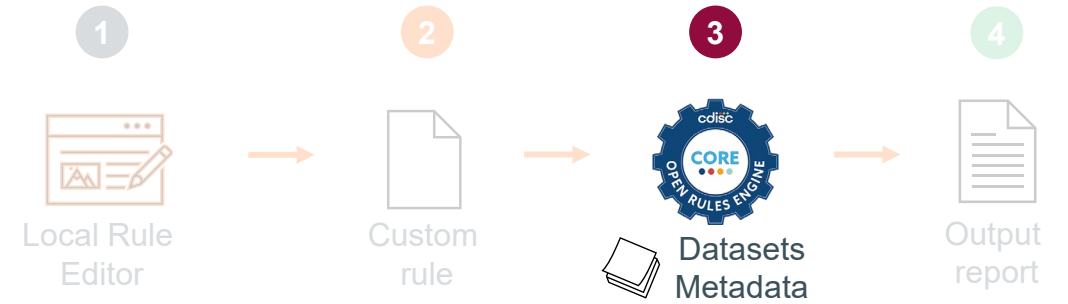 1
2
3
4
cdisc
CORE
OPEN RULES ENGINE
Local Rule
Editor
Custom
rule
Datasets
Metadata
Output
report